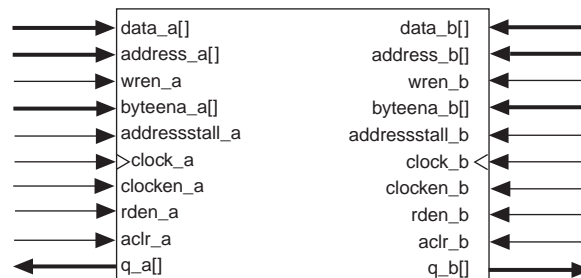 data_a[] data_b[]
address_a[] address_b[]
wren_a wren_b
byteena_a[] byteena_b[]
addressstall_a addressstall_b
clock_a clock_b
clocken_a clocken_b
rden_a rden_b
aclr_a aclr_b
q_a[] q_b[]